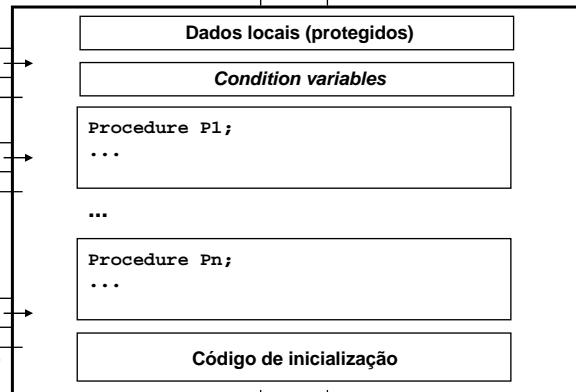 Dados locais (protegidos)
Condition variables
Procedure P1;
...
...
Procedure Pn;
...
Código de inicialização